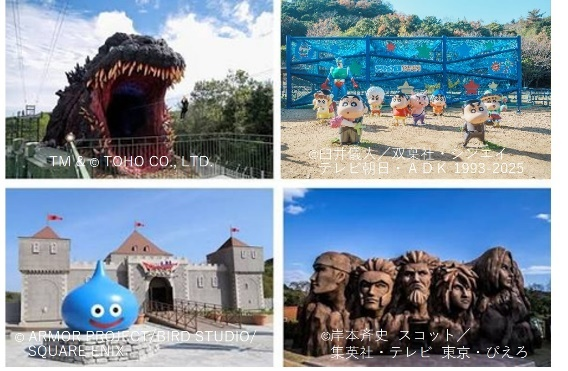 TM & © TOHO CO., LTD.
©臼井儀人／双葉社・シンエイ・
テレビ朝日・ＡＤＫ 1993-2025
© ARMOR PROJECT/BIRD STUDIO/
SQUARE ENIX
©岸本斉史 スコット／
集英社・テレビ 東京・ぴえろ